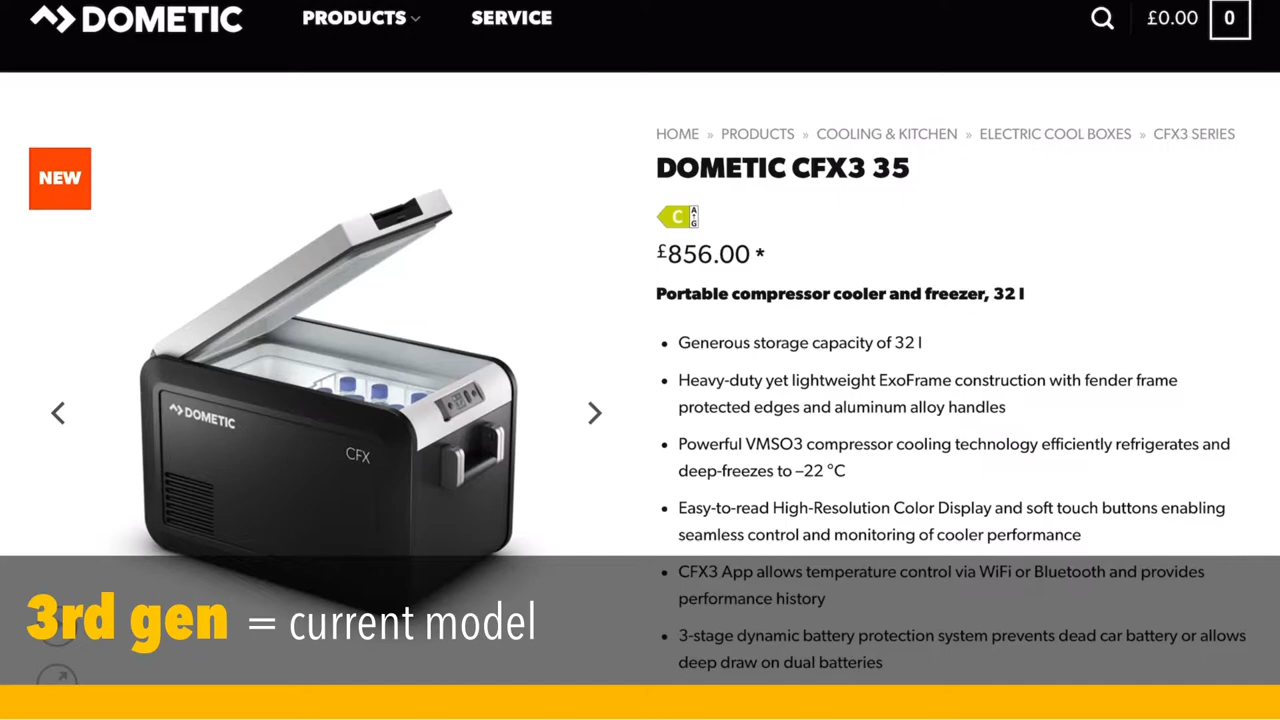 DOMETIC
PRODUCTS
SERVICE
£0.00
0
NEW
HOME » PRODUCTS » COOLING & KITCHEN » ELECTRIC COOL BOXES » CFX3 SERIES
DOMETIC CFX3 35
C
A
G
£856.00 *
Portable compressor cooler and freezer, 32 l
• Generous storage capacity of 32 l
• Heavy-duty yet lightweight ExoFrame construction with fender frame
protected edges and aluminum alloy handles
• Powerful VMSO3 compressor cooling technology efficiently refrigerates and
deep-freezes to –22 °C
• Easy-to-read High-Resolution Color Display and soft touch buttons enabling
seamless control and monitoring of cooler performance
• CFX3 App allows temperature control via WiFi or Bluetooth and provides
performance history
• 3-stage dynamic battery protection system prevents dead car battery or allows
deep draw on dual batteries
DOMETIC
CFX
3rd gen = current model